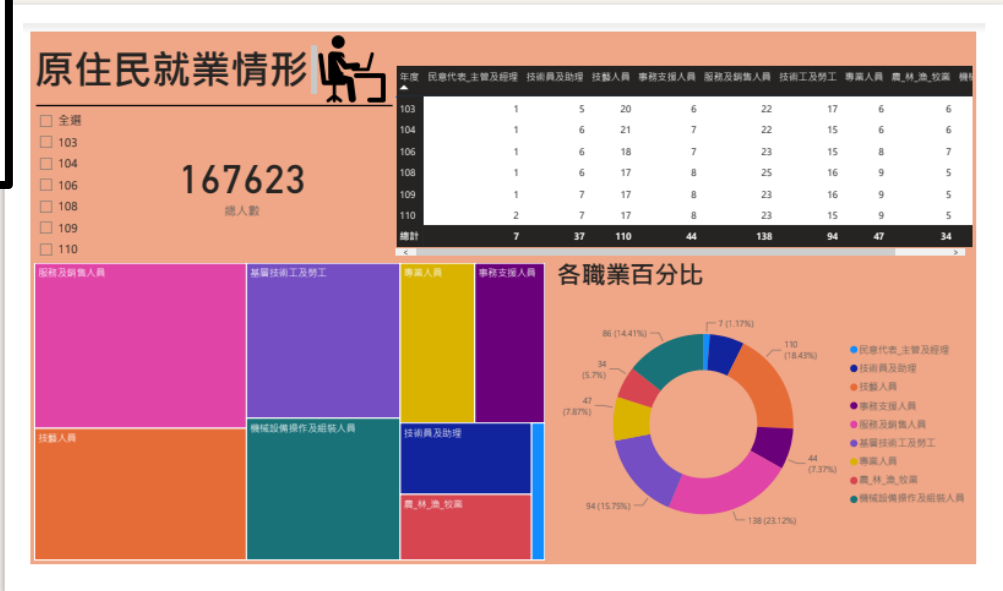 原住民就業情形
全選
103
104
106
108
109
110
167623
總人數
年度 民意代表_主管及經理 技術員及助理 技藝人員 事務支援人員 服務及銷售人員 技術工及勞工 專業人員 農_林_漁_牧業 機械
103 1 5 20 6 22 17 6 6
104 1 6 21 7 22 15 6 6
106 1 6 18 7 23 15 8 7
108 1 6 17 8 25 16 9 5
109 1 7 17 8 23 16 9 5
110 2 7 17 8 23 15 9 5
總計 7 37 110 44 138 94 47 34
服務及銷售人員
基層技術工及勞工
專業人員
事務支援人員
技藝人員
機械設備操作及組裝人員
技術員及助理
農_林_漁_牧業
各職業百分比
7 (1.17%)
86 (14.41%)
110
(18.43%)
34
(5.7%)
47
(7.87%)
44
(7.37%)
94 (15.75%)
138 (23.12%)
民意代表_主管及經理
技術員及助理
技藝人員
事務支援人員
服務及銷售人員
基層技術工及勞工
專業人員
農_林_漁_牧業
機械設備操作及組裝人員